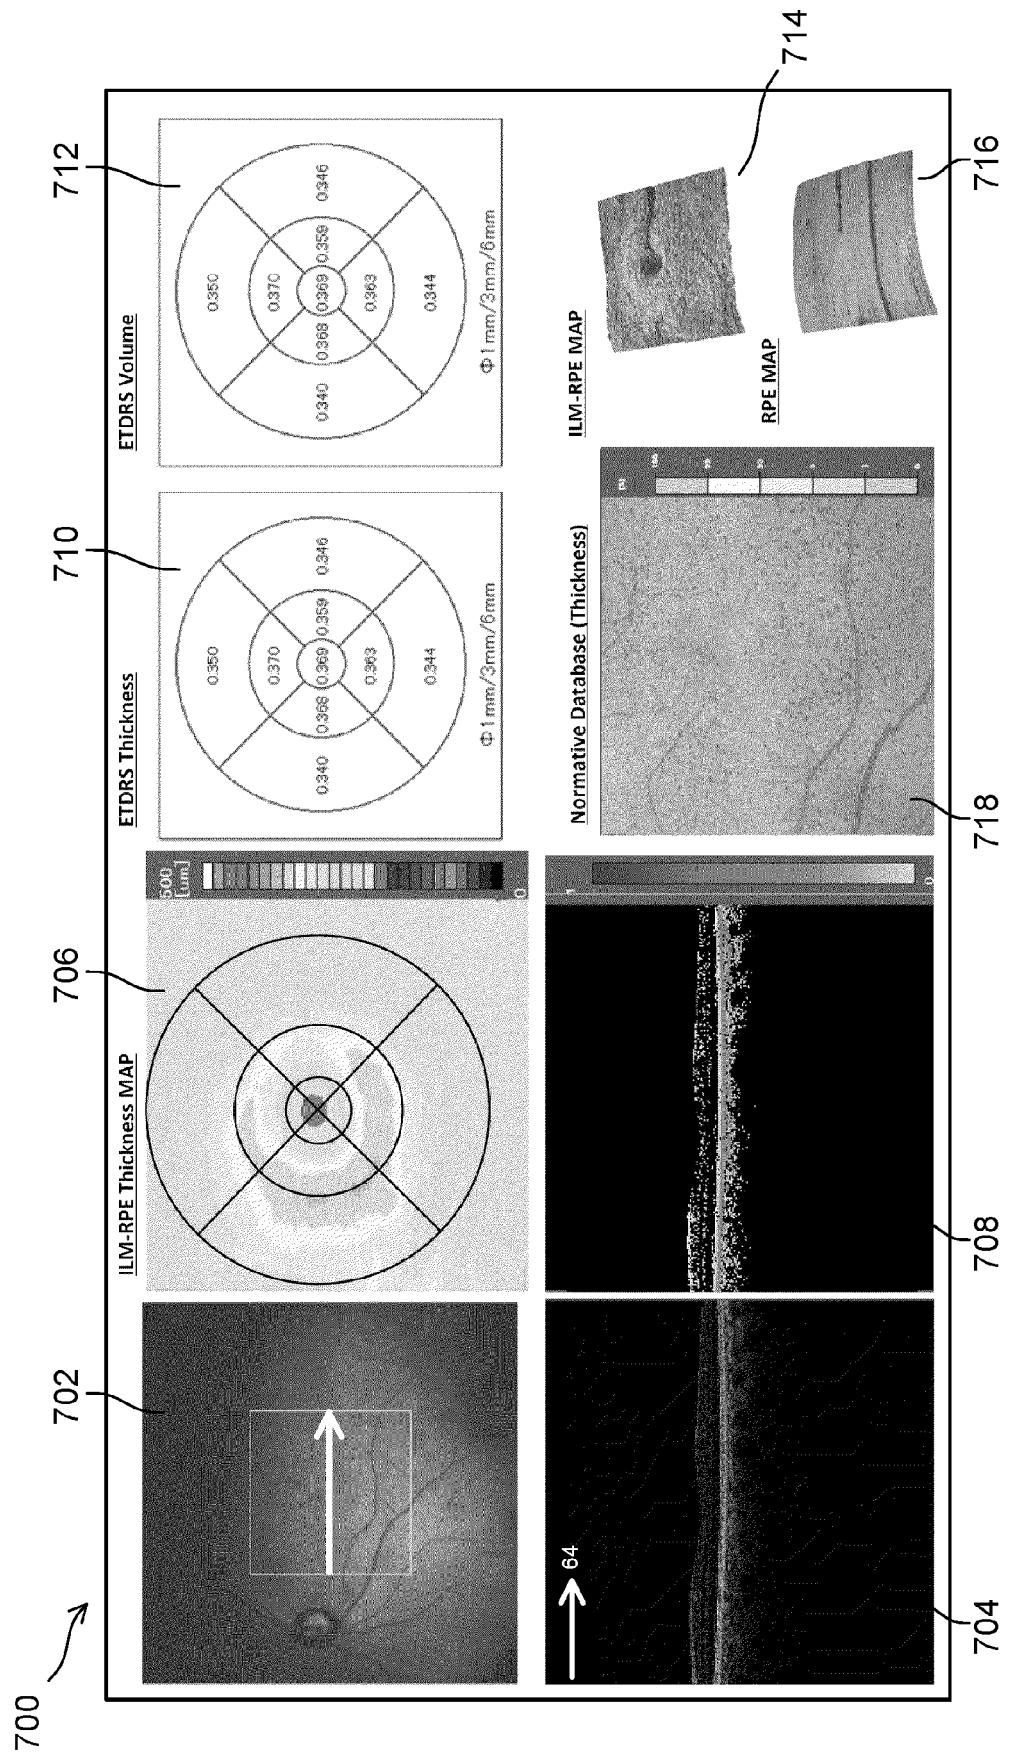 700
702
706
710
712
ILM-RPE Thickness MAP
500
[um]
0
ETDRS Thickness
0.350
0.370
0.340 0.368 0.369 0.359 0.346
0.363
0.344
Φ1mm/3mm/6mm
ETDRS Volume
0.350
0.370
0.340 0.368 0.369 0.359 0.346
0.363
0.344
Φ1mm/3mm/6mm
64
1
0
Normative Database (Thickness)
ILM-RPE MAP
RPE MAP
714
704
708
718
716